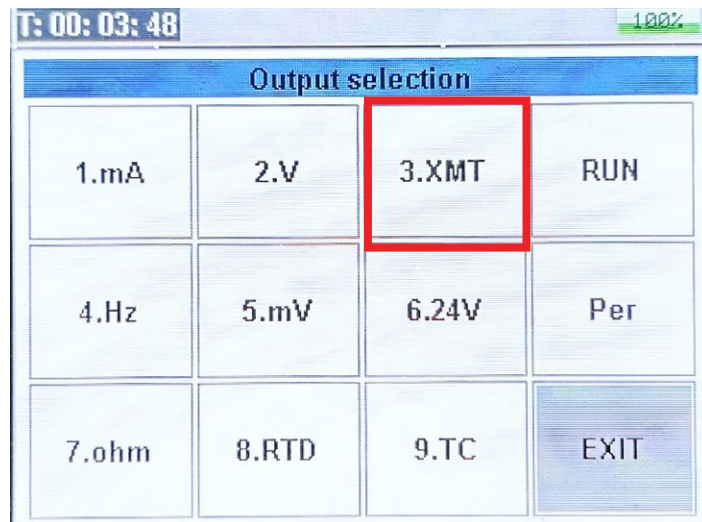 T: 00: 03: 48
100%
Output selection
1.mA
2.V
3.XMT
RUN
4.Hz
5.mV
6.24V
Per
7.ohm
8.RTD
9.TC
EXIT